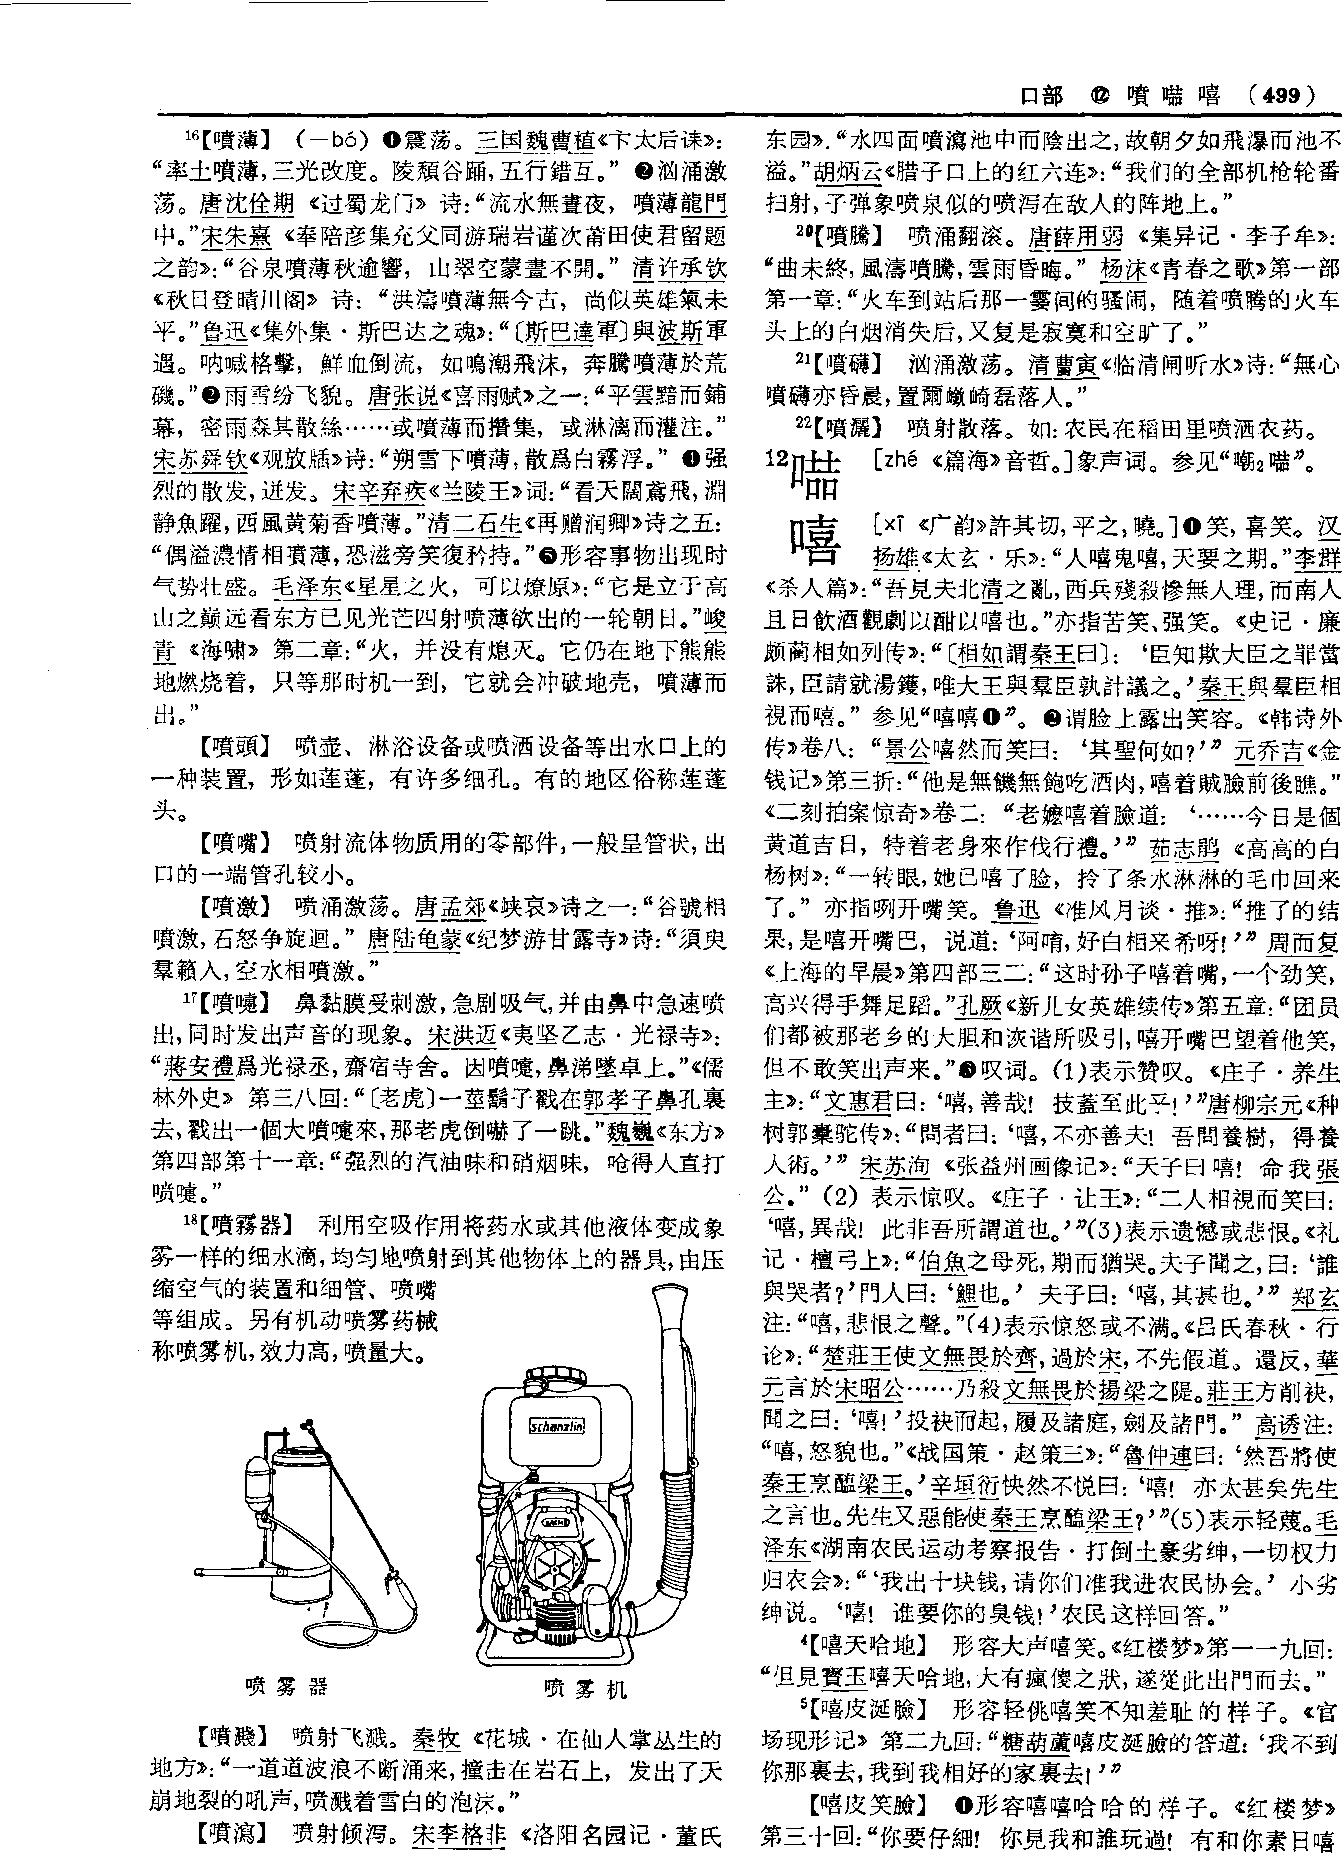 口部 ⑫ 噴 嚞 嘻 (499)
¹⁶【噴薄】 (—bó) ❶震荡。三国魏曹植《卞太后诔》：
“率土噴薄，三光改度。陵頽谷踊，五行錯互。” ❷汹涌激
荡。唐沈佺期 《过蜀龙门》 诗：“流水無晝夜， 噴薄龍門
中。”宋朱熹 《奉陪彦集充父同游瑞岩谨次莆田使君留题
之韵》：“谷泉噴薄秋逾響， 山翠空蒙晝不開。” 清许承钦
《秋日登晴川阁》 诗： “洪濤噴薄無今古， 尚似英雄氣未
平。”鲁迅《集外集·斯巴达之魂》：“〔斯巴達軍〕與波斯軍
遇。呐喊格擊， 鮮血倒流， 如鳴潮飛沫， 奔騰噴薄於荒
磯。”❸雨雪纷飞貌。唐张说《喜雨赋》之一：“平雲黯而鋪
幕， 密雨森其散絲……或噴薄而攢集， 或淋漓而灌注。”
宋苏舜钦《观放牐》诗：“朔雪下噴薄，散爲白霧浮。” ❹强
烈的散发，迸发。宋辛弃疾《兰陵王》词：“看天闊鳶飛，淵
静魚躍，西風黄菊香噴薄。”清二石生《再赠润卿》诗之五：
“偶溢濃情相噴薄，恐滋旁笑復矜持。”❺形容事物出现时
气势壮盛。毛泽东《星星之火， 可以燎原》：“它是立于高
山之巅远看东方已见光芒四射喷薄欲出的一轮朝日。”峻
青 《海啸》 第二章：“火， 并没有熄灭。它仍在地下熊熊
地燃烧着， 只等那时机一到， 它就会冲破地壳， 喷薄而
出。”
【噴頭】 喷壶、淋浴设备或喷洒设备等出水口上的
一种装置， 形如莲蓬， 有许多细孔。有的地区俗称莲蓬
头。
【噴嘴】 喷射流体物质用的零部件，一般呈管状，出
口的一端管孔较小。
【噴激】 喷涌激荡。唐孟郊《峡哀》诗之一：“谷號相
噴激，石怒争旋迴。” 唐陆龟蒙《纪梦游甘露寺》诗：“須臾
羣籟入，空水相噴激。”
¹⁷【噴嚏】 鼻黏膜受刺激，急剧吸气，并由鼻中急速喷
出，同时发出声音的现象。宋洪迈《夷坚乙志·光禄寺》：
“蔣安禮爲光禄丞，齋宿寺舍。因噴嚏，鼻涕墜卓上。”《儒
林外史》 第三八回：“〔老虎〕一莖鬍子戳在郭孝子鼻孔裏
去，戳出一個大噴嚏來，那老虎倒嚇了一跳。”魏巍《东方》
第四部第十一章：“强烈的汽油味和硝烟味， 呛得人直打
喷嚏。”
¹⁸【噴霧器】 利用空吸作用将药水或其他液体变成象
雾一样的细水滴，均匀地喷射到其他物体上的器具，由压
缩空气的装置和细管、喷嘴
等组成。另有机动喷雾药械
称喷雾机，效力高，喷量大。
Schanzlin
喷雾器
喷雾机
【噴濺】 喷射飞溅。秦牧 《花城·在仙人掌丛生的
地方》：“一道道波浪不断涌来，撞击在岩石上， 发出了天
崩地裂的吼声，喷溅着雪白的泡沫。”
【噴瀉】 喷射倾泻。宋李格非 《洛阳名园记·董氏
东园》：“水四面噴瀉池中而陰出之，故朝夕如飛瀑而池不
溢。”胡炳云《腊子口上的红六连》：“我们的全部机枪轮番
扫射，子弹象喷泉似的喷泻在敌人的阵地上。”
²⁰【噴騰】 喷涌翻滚。唐薛用弱 《集异记·李子牟》：
“曲未終，風濤噴騰，雲雨昏晦。” 杨沫《青春之歌》第一部
第一章：“火车到站后那一霎间的骚闹， 随着喷腾的火车
头上的白烟消失后，又复是寂寞和空旷了。”
²¹【噴礴】 汹涌激荡。清曹寅《临清闸听水》诗：“無心
噴礴亦昏晨，置爾嶔崎磊落人。”
²²【噴灑】 喷射散落。如：农民在稻田里喷洒农药。
12嚞 [zhé 《篇海》音哲。]象声词。参见“嘲₂嚞”。
嘻 [xī 《广韵》許其切，平之，曉。]❶笑，喜笑。汉
扬雄《太玄·乐》：“人嘻鬼嘻，天要之期。”李群
《杀人篇》：“吾見夫北清之亂，西兵殘殺慘無人理，而南人
且日飲酒觀劇以酣以嘻也。”亦指苦笑、强笑。《史记·廉
颇蔺相如列传》：“〔相如謂秦王曰〕： ‘臣知欺大臣之罪當
誅，臣請就湯鑊，唯大王與羣臣孰計議之。’秦王與羣臣相
視而嘻。” 参见“嘻嘻❶”。❷谓脸上露出笑容。《韩诗外
传》卷八： “景公嘻然而笑曰： ‘其聖何如？’” 元乔吉《金
钱记》第三折：“他是無饑無飽吃酒肉，嘻着賊臉前後瞧。”
《二刻拍案惊奇》卷二： “老嬷嘻着臉道： ‘……今日是個
黄道吉日， 特着老身來作伐行禮。’” 茹志鹃 《高高的白
杨树》：“一转眼，她已嘻了脸， 拎了条水淋淋的毛巾回来
了。” 亦指咧开嘴笑。鲁迅 《准风月谈·推》：“推了的结
果，是嘻开嘴巴， 说道：‘阿唷，好白相来希呀！’” 周而复
《上海的早晨》第四部三二：“这时孙子嘻着嘴，一个劲笑，
高兴得手舞足蹈。”孔厥《新儿女英雄续传》第五章：“团员
们都被那老乡的大胆和诙谐所吸引，嘻开嘴巴望着他笑，
但不敢笑出声来。”❸叹词。(1)表示赞叹。《庄子·养生
主》：“文惠君曰：‘嘻，善哉！ 技蓋至此乎！’”唐柳宗元《种
树郭橐驼传》：“問者曰：‘嘻，不亦善夫！ 吾問養樹， 得養
人術。’” 宋苏洵 《张益州画像记》：“天子曰嘻！ 命我張
公。”(2) 表示惊叹。《庄子·让王》：“二人相視而笑曰：
‘嘻，異哉！ 此非吾所謂道也。’”(3)表示遗憾或悲恨。《礼
记·檀弓上》：“伯魚之母死，期而猶哭。夫子聞之，曰：‘誰
與哭者？’門人曰：‘鯉也。’ 夫子曰：‘嘻，其甚也。’” 郑玄
注：“嘻，悲恨之聲。”(4)表示惊怒或不满。《吕氏春秋·行
论》：“楚莊王使文無畏於齊，過於宋，不先假道。還反，華
元言於宋昭公……乃殺文無畏於揚梁之隄。莊王方削袂，
聞之曰：‘嘻！’投袂而起，履及諸庭，劍及諸門。” 高诱注：
“嘻，怒貌也。”《战国策·赵策三》：“魯仲連曰：‘然吾將使
秦王烹醢梁王。’辛垣衍怏然不悦曰：‘嘻！ 亦太甚矣先生
之言也。先生又惡能使秦王烹醢梁王？’”(5)表示轻蔑。毛
泽东《湖南农民运动考察报告·打倒土豪劣绅，一切权力
归农会》：“‘我出十块钱，请你们准我进农民协会。’ 小劣
绅说。‘嘻！ 谁要你的臭钱！’农民这样回答。”
⁴【嘻天哈地】 形容大声嘻笑。《红楼梦》第一一九回：
“但見寶玉嘻天哈地，大有瘋傻之狀，遂從此出門而去。”
⁵【嘻皮涎臉】 形容轻佻嘻笑不知羞耻的样子。《官
场现形记》 第二九回：“糖葫蘆嘻皮涎臉的答道：‘我不到
你那裏去，我到我相好的家裏去！’”
【嘻皮笑臉】 ❶形容嘻嘻哈哈的样子。《红楼梦》
第三十回：“你要仔細！ 你見我和誰玩過！ 有和你素日嘻